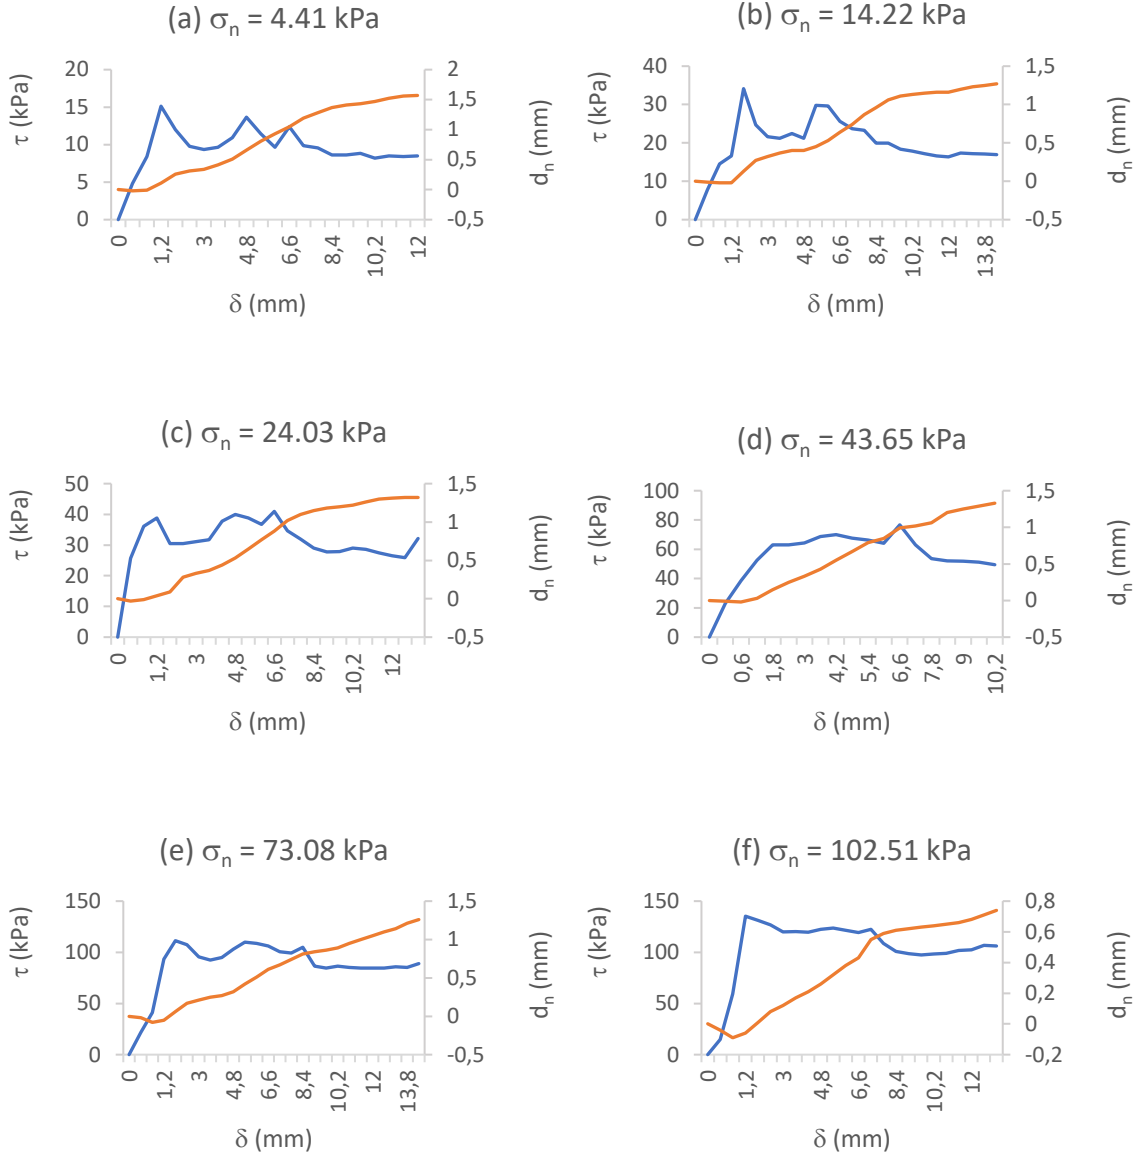 (a) σn = 4.41 kPa
τ (kPa)
20
15
10
5
0
2
1,5
1
0,5
0
-0,5
dn (mm)
0 1,2 3 4,8 6,6 8,4 10,2 12
δ (mm)
(b) σn = 14.22 kPa
τ (kPa)
40
30
20
10
0
1,5
1
0,5
0
-0,5
dn (mm)
0 1,2 3 4,8 6,6 8,4 10,2 12 13,8
δ (mm)
(c) σn = 24.03 kPa
τ (kPa)
50
40
30
20
10
0
1,5
1
0,5
0
-0,5
dn (mm)
0 1,2 3 4,8 6,6 8,4 10,2 12
δ (mm)
(d) σn = 43.65 kPa
τ (kPa)
100
80
60
40
20
0
1,5
1
0,5
0
-0,5
dn (mm)
0 0,6 1,8 3 4,2 5,4 6,6 7,8 9 10,2
δ (mm)
(e) σn = 73.08 kPa
τ (kPa)
150
100
50
0
1,5
1
0,5
0
-0,5
dn (mm)
0 1,2 3 4,8 6,6 8,4 10,2 12 13,8
δ (mm)
(f) σn = 102.51 kPa
τ (kPa)
150
100
50
0
0,8
0,6
0,4
0,2
0
-0,2
dn (mm)
0 1,2 3 4,8 6,6 8,4 10,2 12
δ (mm)